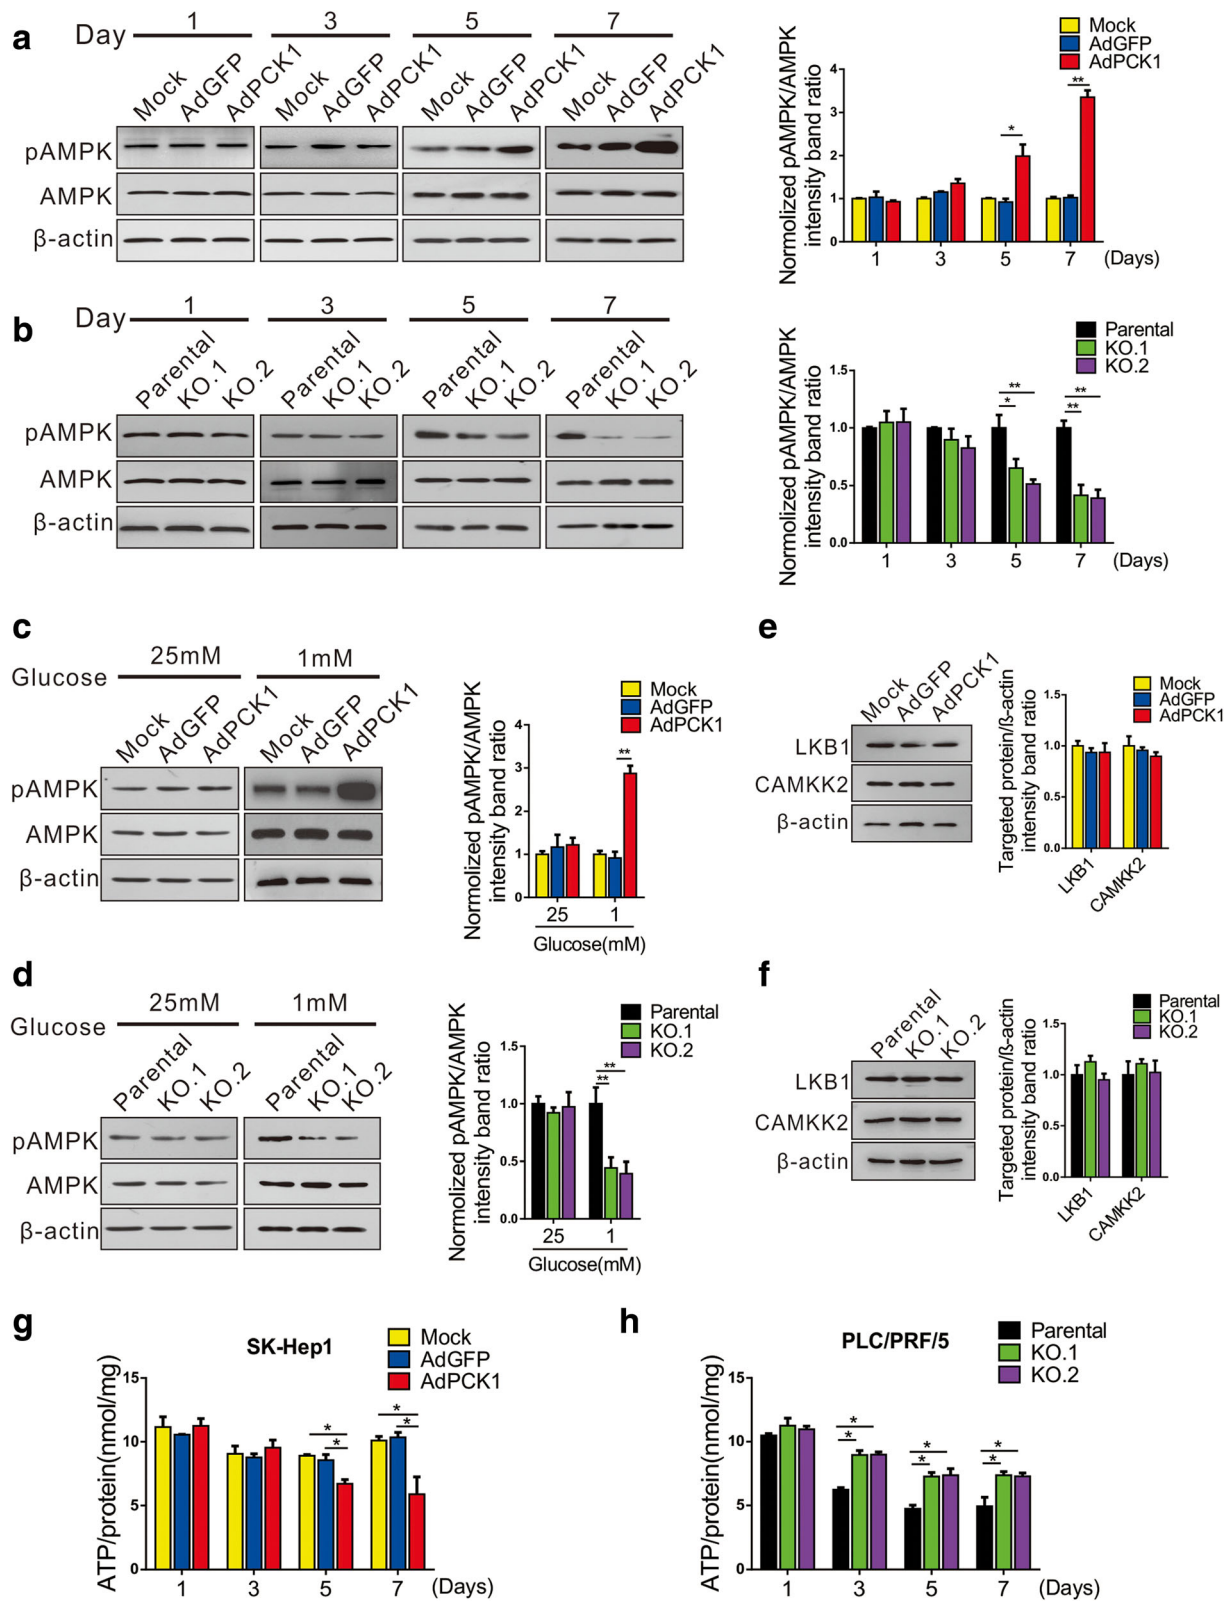 a
Day 1 3 5 7
Mock AdGFP AdPCK1 Mock AdGFP AdPCK1 Mock AdGFP AdPCK1 Mock AdGFP AdPCK1
pAMPK
AMPK
β-actin
Mock
AdGFP
AdPCK1
Normolized pAMPK/AMPK
intensity band ratio
4
3
2
1
0
*
**
1 3 5 7 (Days)
b
Day 1 3 5 7
Parental KO.1 KO.2 Parental KO.1 KO.2 Parental KO.1 KO.2 Parental KO.1 KO.2
pAMPK
AMPK
β-actin
Parental
KO.1
KO.2
Normolized pAMPK/AMPK
intensity band ratio
1.5
1.0
0.5
0.0
**
*
**
**
1 3 5 7 (Days)
c
Glucose 25mM 1mM
Mock AdGFP AdPCK1 Mock AdGFP AdPCK1
pAMPK
AMPK
β-actin
Mock
AdGFP
AdPCK1
Normolized pAMPK/AMPK
intensity band ratio
4
3
2
1
0
**
25 1
Glucose(mM)
e
Mock AdGFP AdPCK1
LKB1
CAMKK2
β-actin
Mock
AdGFP
AdPCK1
Targeted protein/ß-actin
intensity band ratio
1.5
1.0
0.5
0.0
LKB1 CAMKK2
d
Glucose 25mM 1mM
Parental KO.1 KO.2 Parental KO.1 KO.2
pAMPK
AMPK
β-actin
Parental
KO.1
KO.2
Normolized pAMPK/AMPK
intensity band ratio
1.5
1.0
0.5
0.0
**
**
25 1
Glucose(mM)
f
Parental KO.1 KO.2
LKB1
CAMKK2
β-actin
Parental
KO.1
KO.2
Targeted protein/ß-actin
intensity band ratio
1.5
1.0
0.5
0.0
LKB1 CAMKK2
g
SK-Hep1
Mock
AdGFP
AdPCK1
ATP/protein(nmol/mg)
15
10
5
0
*
*
*
*
1 3 5 7 (Days)
h
PLC/PRF/5
Parental
KO.1
KO.2
ATP/protein(nmol/mg)
15
10
5
0
*
*
*
*
*
*
1 3 5 7 (Days)